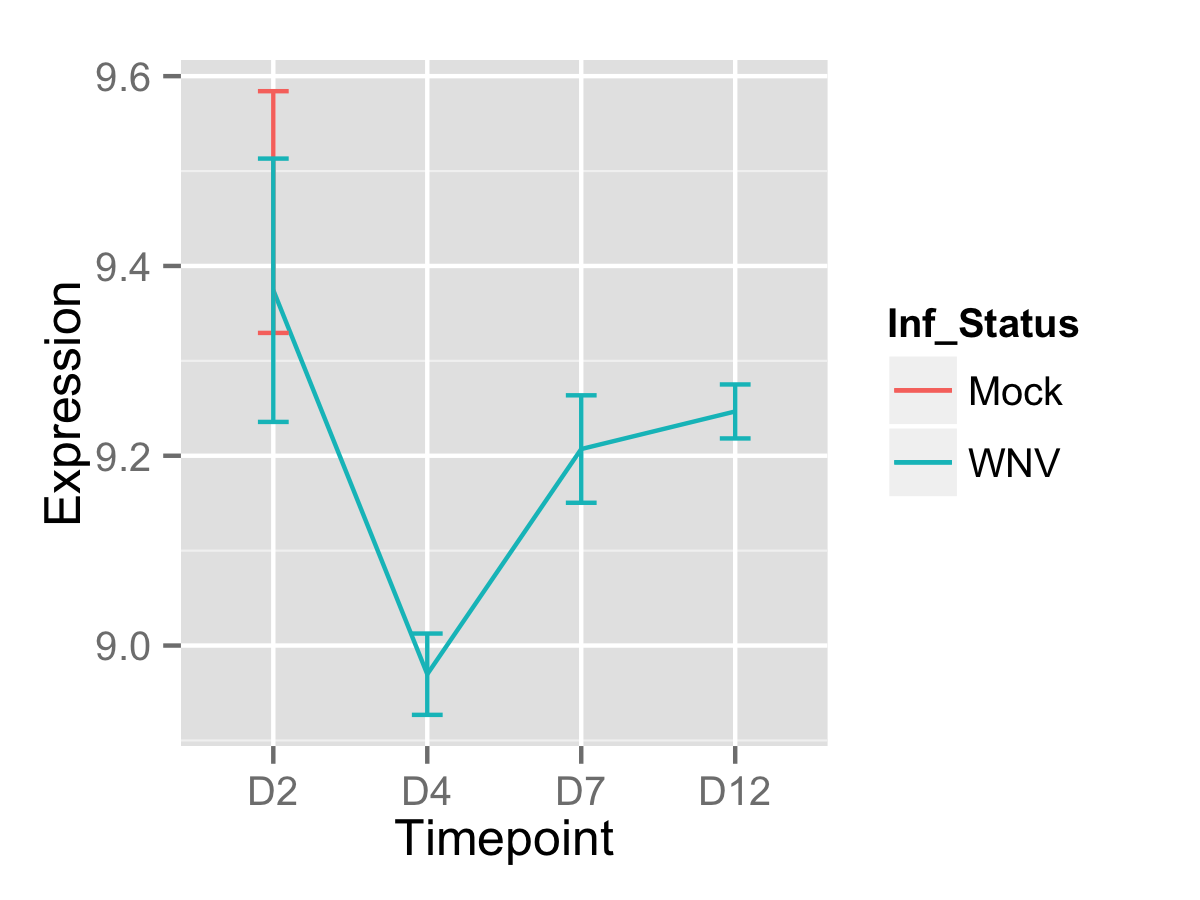 9.6
9.4
9.2
9.0
Expression
D2 D4 D7 D12
Timepoint
Inf_Status
Mock
WNV